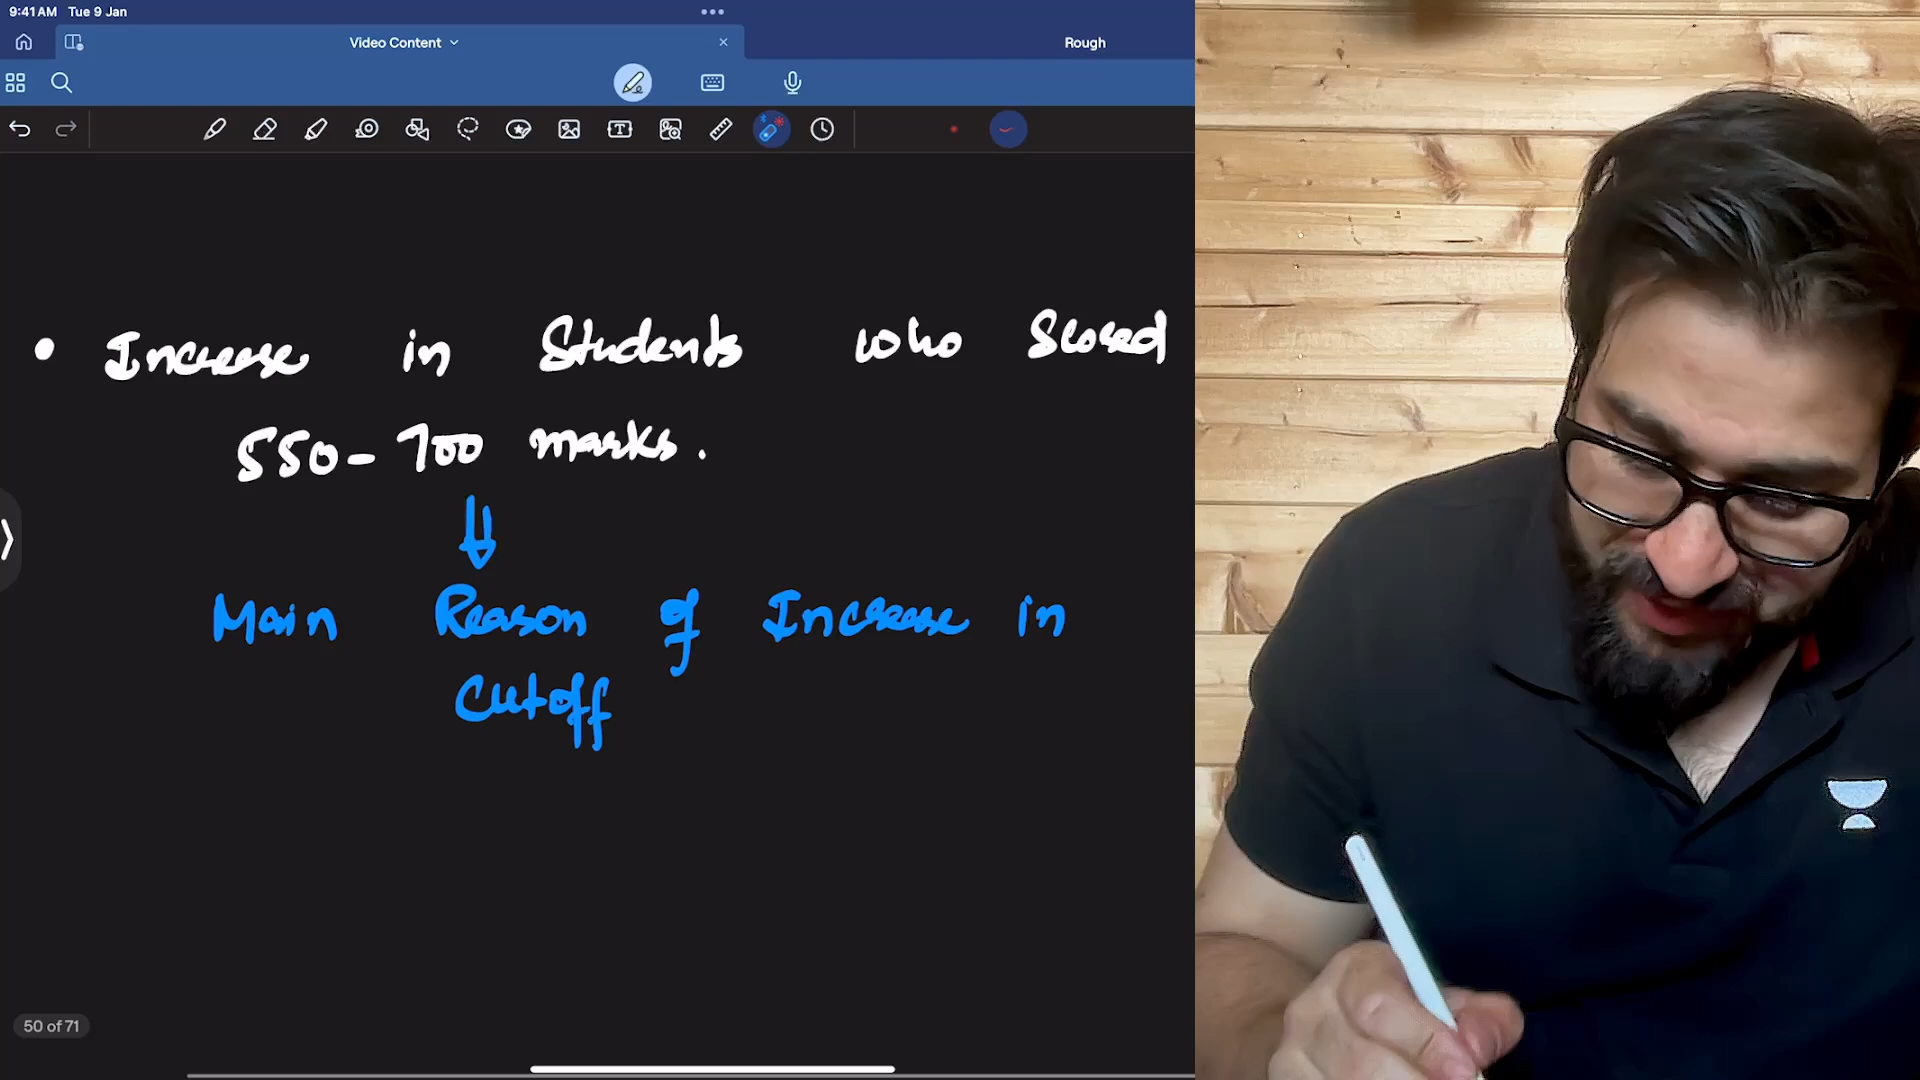 9:41 AM Tue 9 Jan
Video Content
Rough
• Increase in Students who Scored
550-700 marks.
Main Reason of Increase in
Cutoff
50 of 71